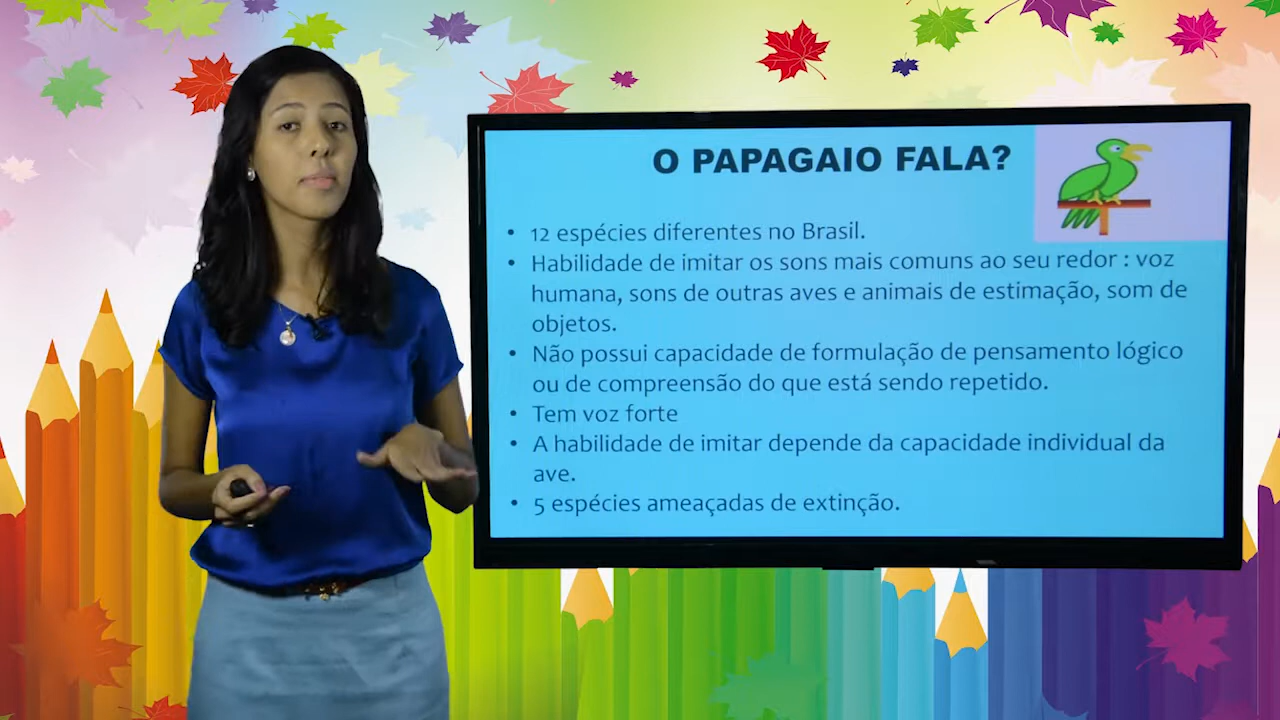 O PAPAGAIO FALA?
• 12 espécies diferentes no Brasil.
• Habilidade de imitar os sons mais comuns ao seu redor : voz
humana, sons de outras aves e animais de estimação, som de
objetos.
• Não possui capacidade de formulação de pensamento lógico
ou de compreensão do que está sendo repetido.
• Tem voz forte
• A habilidade de imitar depende da capacidade individual da
ave.
• 5 espécies ameaçadas de extinção.